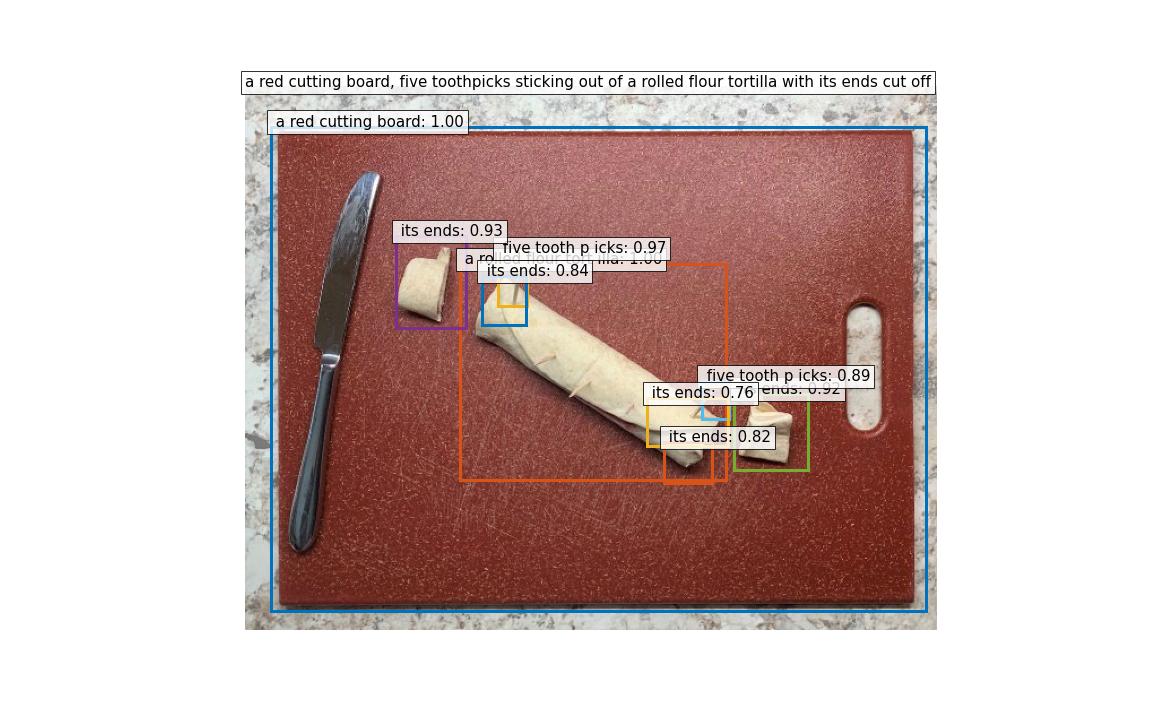 a red cutting board, five toothpicks sticking out of a rolled flour tortilla with its ends cut off
a red cutting board: 1.00
its ends: 0.93
five tooth p icks: 0.97
a rolled flour tort illa: 1.00
its ends: 0.84
five tooth p icks: 0.89
ends: 0.92
its ends: 0.76
its ends: 0.82